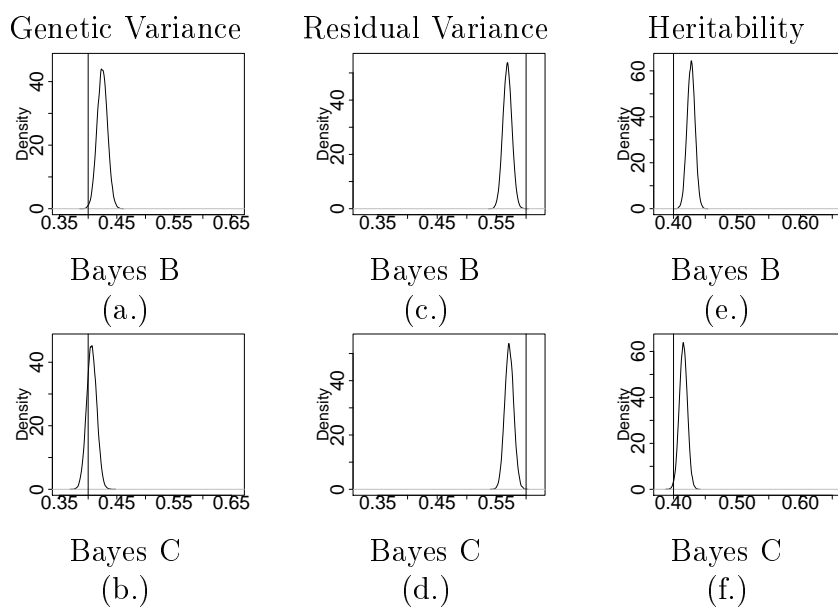 Genetic Variance Residual Variance Heritability
Density 0 20 40
0.35 0.45 0.55 0.65
Density 0 20 40
0.35 0.45 0.55
Density 0 20 40 60
0.40 0.50 0.60
Bayes B Bayes B Bayes B
(a.) (c.) (e.)
Density 0 20 40
0.35 0.45 0.55 0.65
Density 0 20 40
0.35 0.45 0.55
Density 0 20 40 60
0.40 0.50 0.60
Bayes C Bayes C Bayes C
(b.) (d.) (f.)